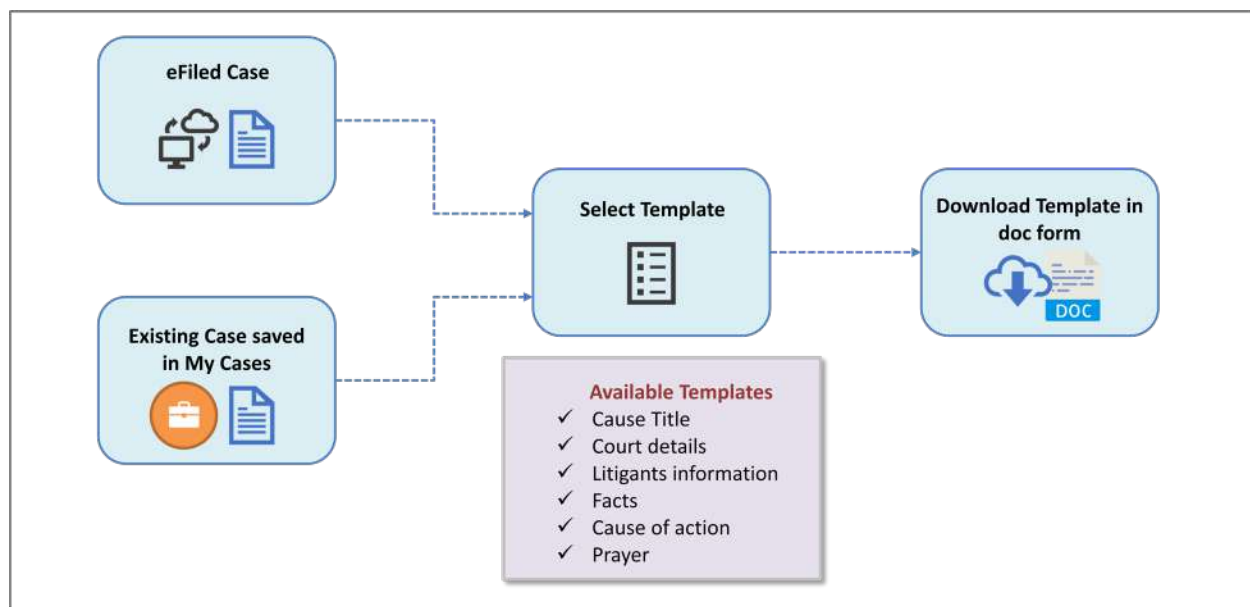 eFiled Case
Existing Case saved
in My Cases
Select Template
Download Template in
doc form
DOC
Available Templates
✓ Cause Title
✓ Court details
✓ Litigants information
✓ Facts
✓ Cause of action
✓ Prayer